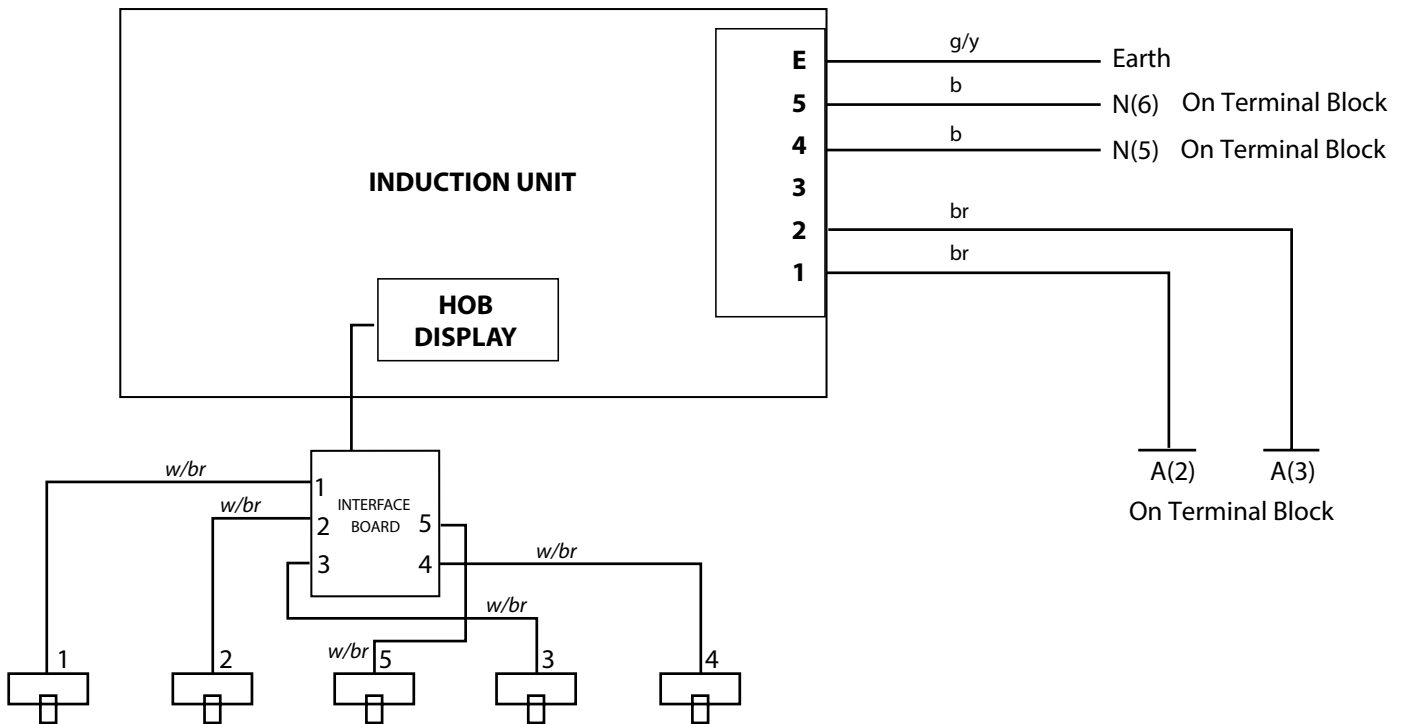 g/y
E
Earth
b
5
N(6) On Terminal Block
b
4
N(5) On Terminal Block
INDUCTION UNIT
3
br
2
br
1
HOB
DISPLAY
A(2)
A(3)
On Terminal Block
w/br
1
w/br
INTERFACE
BOARD
2
5
3
4
w/br
w/br
w/br
1
2
5
3
4